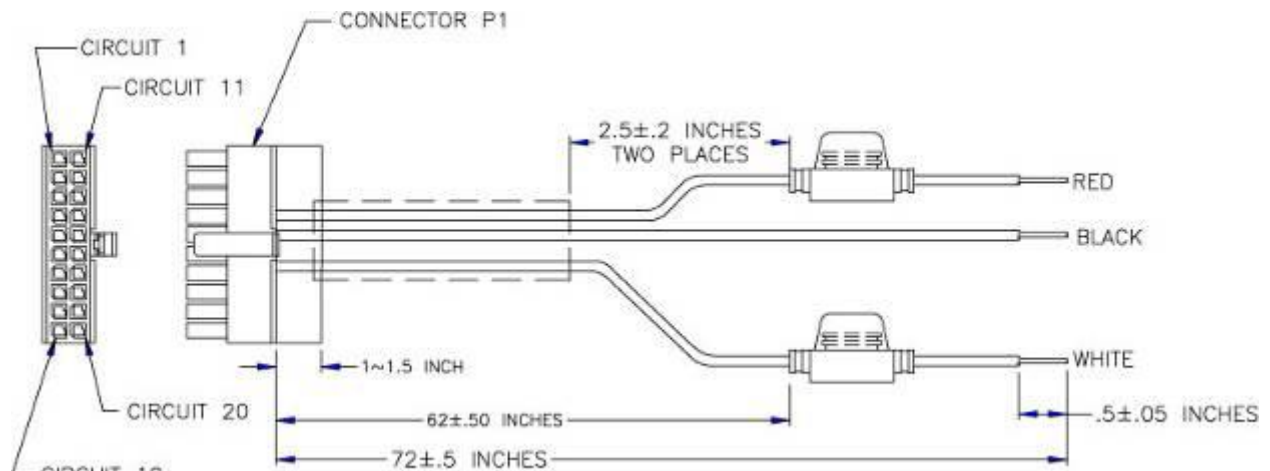 CONNECTOR P1
CIRCUIT 1
CIRCUIT 11
2.5±.2 INCHES
TWO PLACES
RED
BLACK
WHITE
1~1.5 INCH
CIRCUIT 20
62±.50 INCHES
.5±.05 INCHES
72±.5 INCHES
CIRCUIT